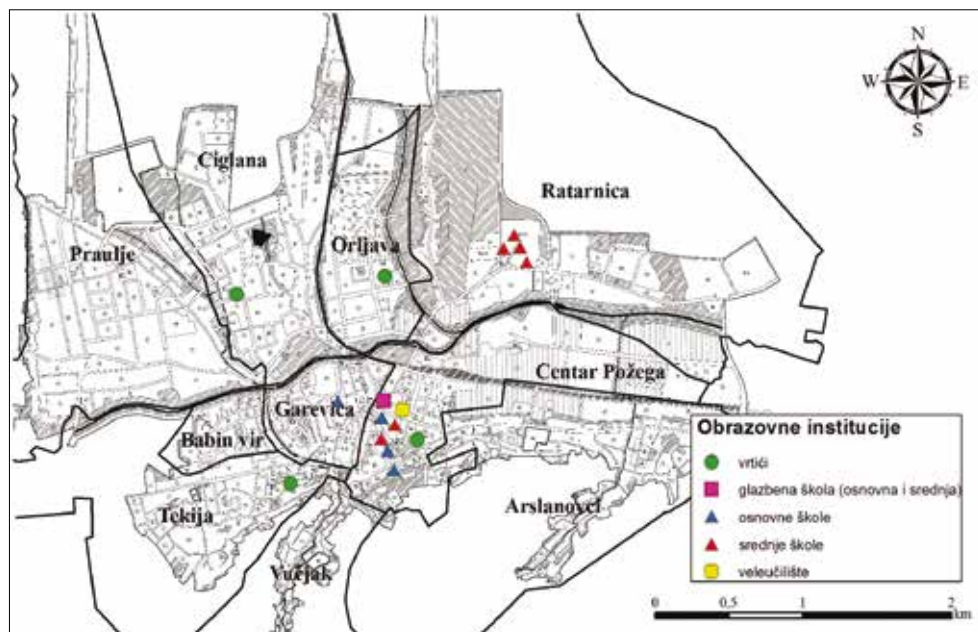 N
W E
S
Ciglana
Ratarnica
Praulje
Orljava
Centar Požega
Garevica
Babin vir
Tekija
Arslanovci
Vučjak
Obrazovne institucije
vrtići
glazbena škola (osnovna i srednja)
osnovne škole
srednje škole
veleučilište
0 0,5 1 2
km